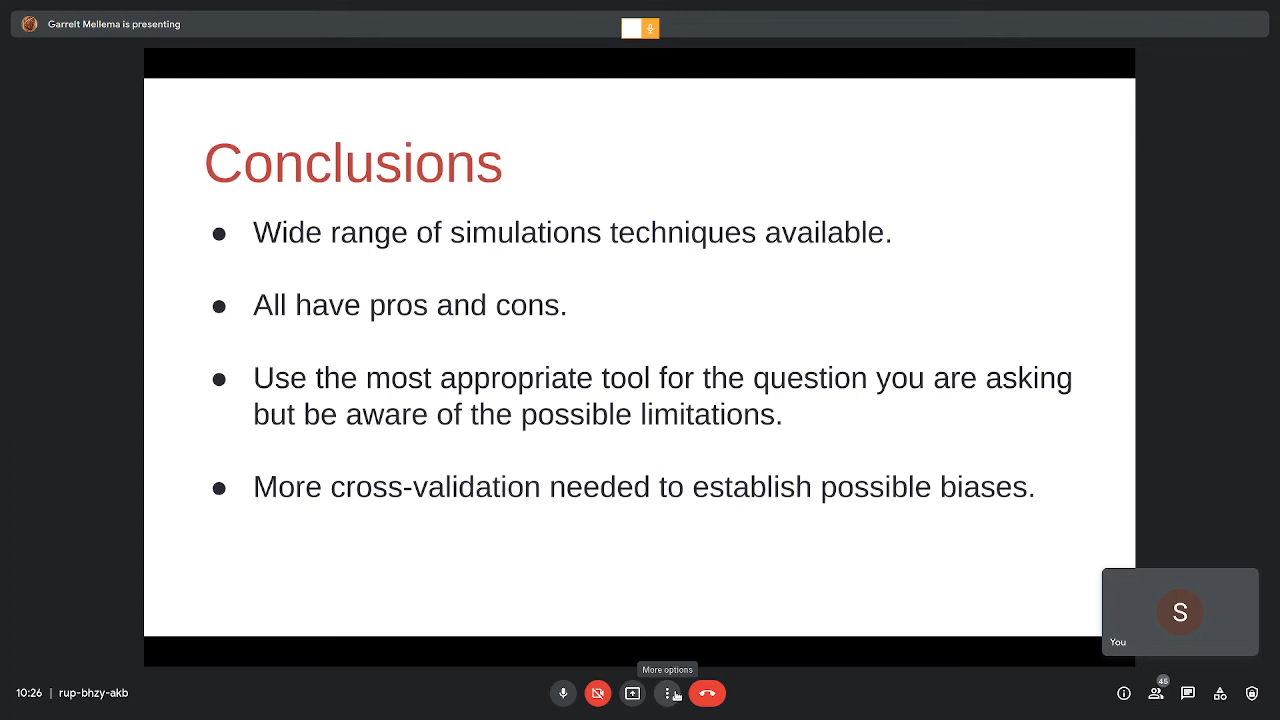 Garrelt Mellema is presenting
Conclusions
● Wide range of simulations techniques available.
● All have pros and cons.
● Use the most appropriate tool for the question you are asking
but be aware of the possible limitations.
● More cross-validation needed to establish possible biases.
S
You
More options
45
10:26 | rup-bhzy-akb